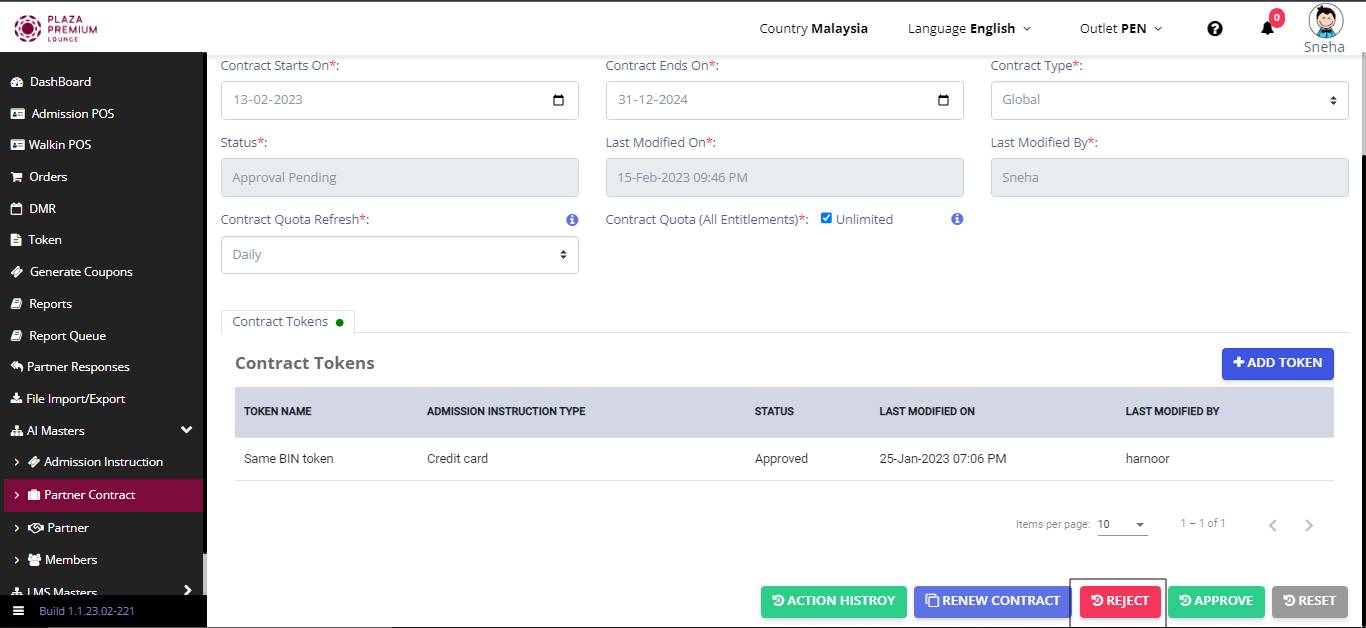 PLAZA
PREMIUM
LOUNGE
Country Malaysia
Language English
Outlet PEN
0
Sneha
DashBoard
Admission POS
Walkin POS
Orders
DMR
Token
Generate Coupons
Reports
Report Queue
Partner Responses
File Import/Export
AI Masters
Admission Instruction
Partner Contract
Partner
Members
LMS Masters
Build 1.1.23.02-221
Contract Starts On*:
Contract Ends On*:
Contract Type*:
13-02-2023
31-12-2024
Global
Status*:
Last Modified On*:
Last Modified By*:
Approval Pending
15-Feb-2023 09:46 PM
Sneha
Contract Quota Refresh*:
Contract Quota (All Entitlements)*: Unlimited
Daily
Contract Tokens
Contract Tokens
ADD TOKEN
TOKEN NAME ADMISSION INSTRUCTION TYPE STATUS LAST MODIFIED ON LAST MODIFIED BY
Same BIN token Credit card Approved 25-Jan-2023 07:06 PM harnoor
Items per page: 10 1 – 1 of 1
ACTION HISTROY RENEW CONTRACT REJECT APPROVE RESET